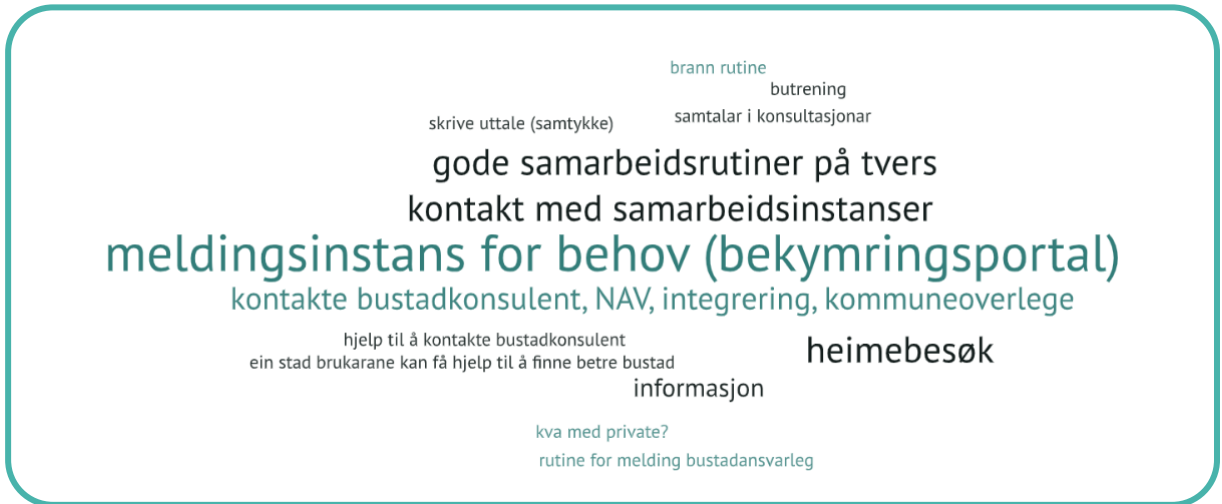 brann rutine
butrening
skrive uttale (samtykke)
samtalar i konsultasjonar
gode samarbeidsrutiner på tvers
kontakt med samarbeidsinstanser
meldingsinstans for behov (bekymringsportal)
kontakte bustadkonsulent, NAV, integrering, kommuneoverlege
hjelp til å kontakte bustadkonsulent
heimebesøk
ein stad brukarane kan få hjelp til å finne betre bustad
informasjon
kva med private?
rutine for melding bustadansvarleg